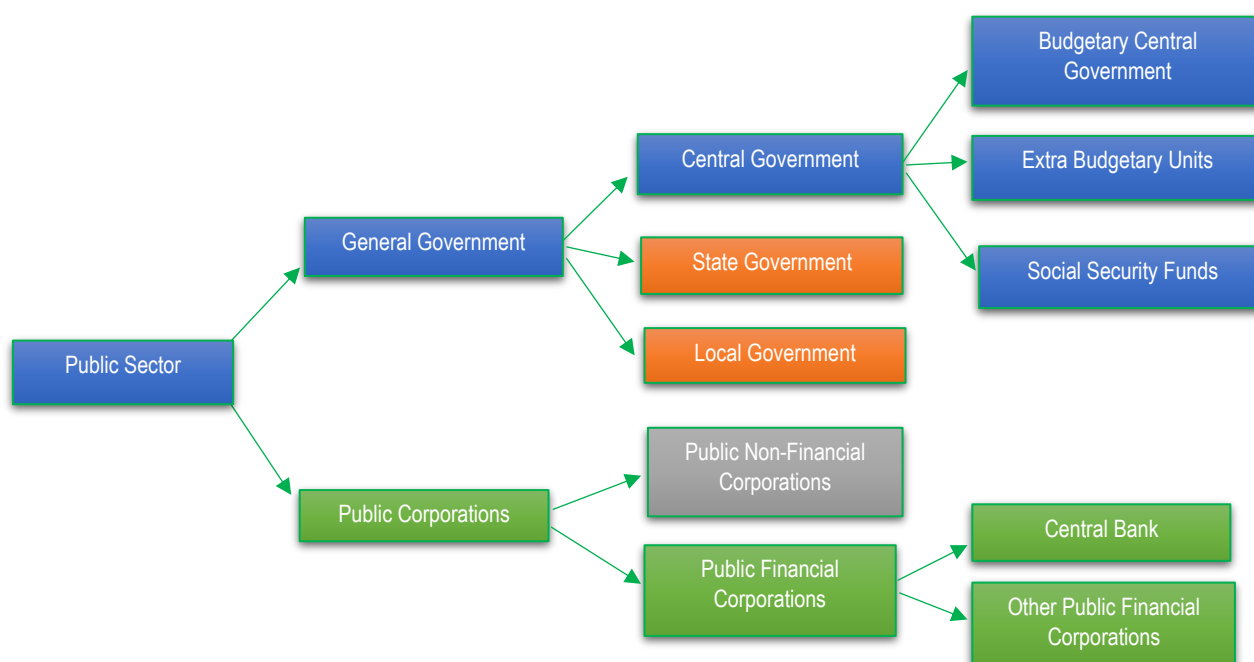 Budgetary Central
Government
Central Government
Extra Budgetary Units
General Government
State Government
Social Security Funds
Local Government
Public Sector
Public Non-Financial
Corporations
Public Corporations
Central Bank
Public Financial
Corporations
Other Public Financial
Corporations